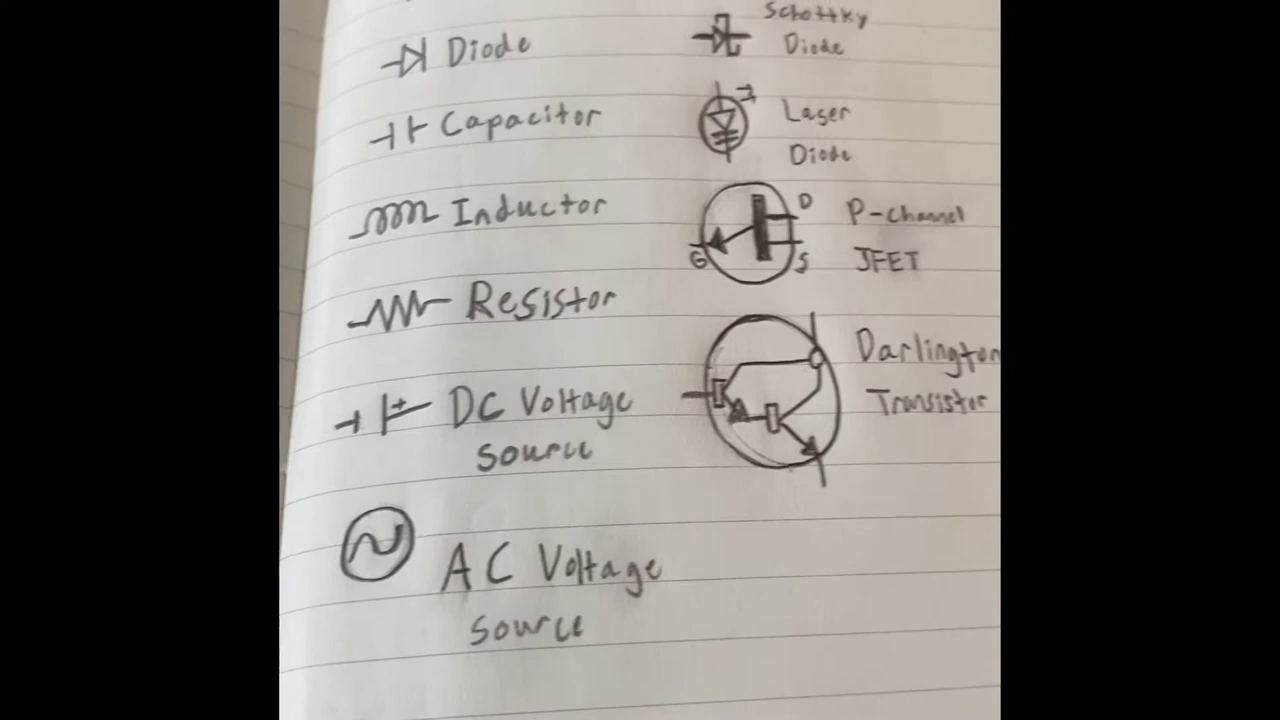 Diode
Capacitor
Inductor
Resistor
+
DC Voltage
source
AC Voltage
source
Schottky
Diode
Laser
Diode
D
G
S
P-channel
JFET
Darlington
Transistor